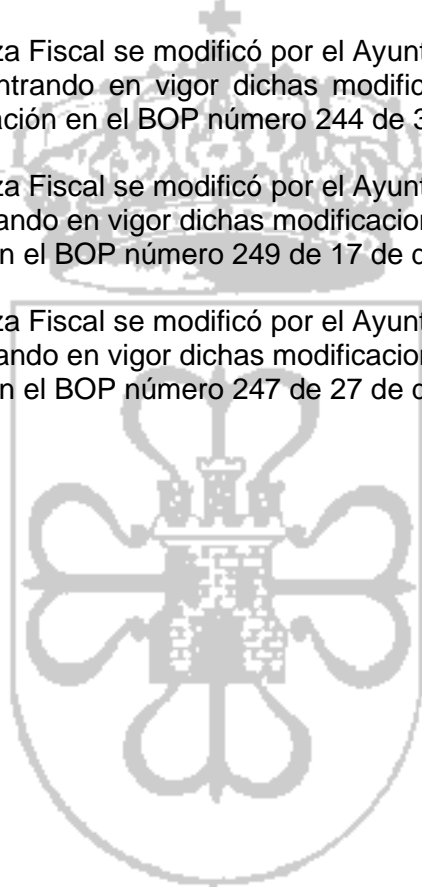 za Fiscal se modificó por el Ayunt
ntrando en vigor dichas modific
ación en el BOP número 244 de 3
za Fiscal se modificó por el Ayunt
ando en vigor dichas modificacion
n el BOP número 249 de 17 de d
za Fiscal se modificó por el Ayunt
ando en vigor dichas modificacion
n el BOP número 247 de 27 de d